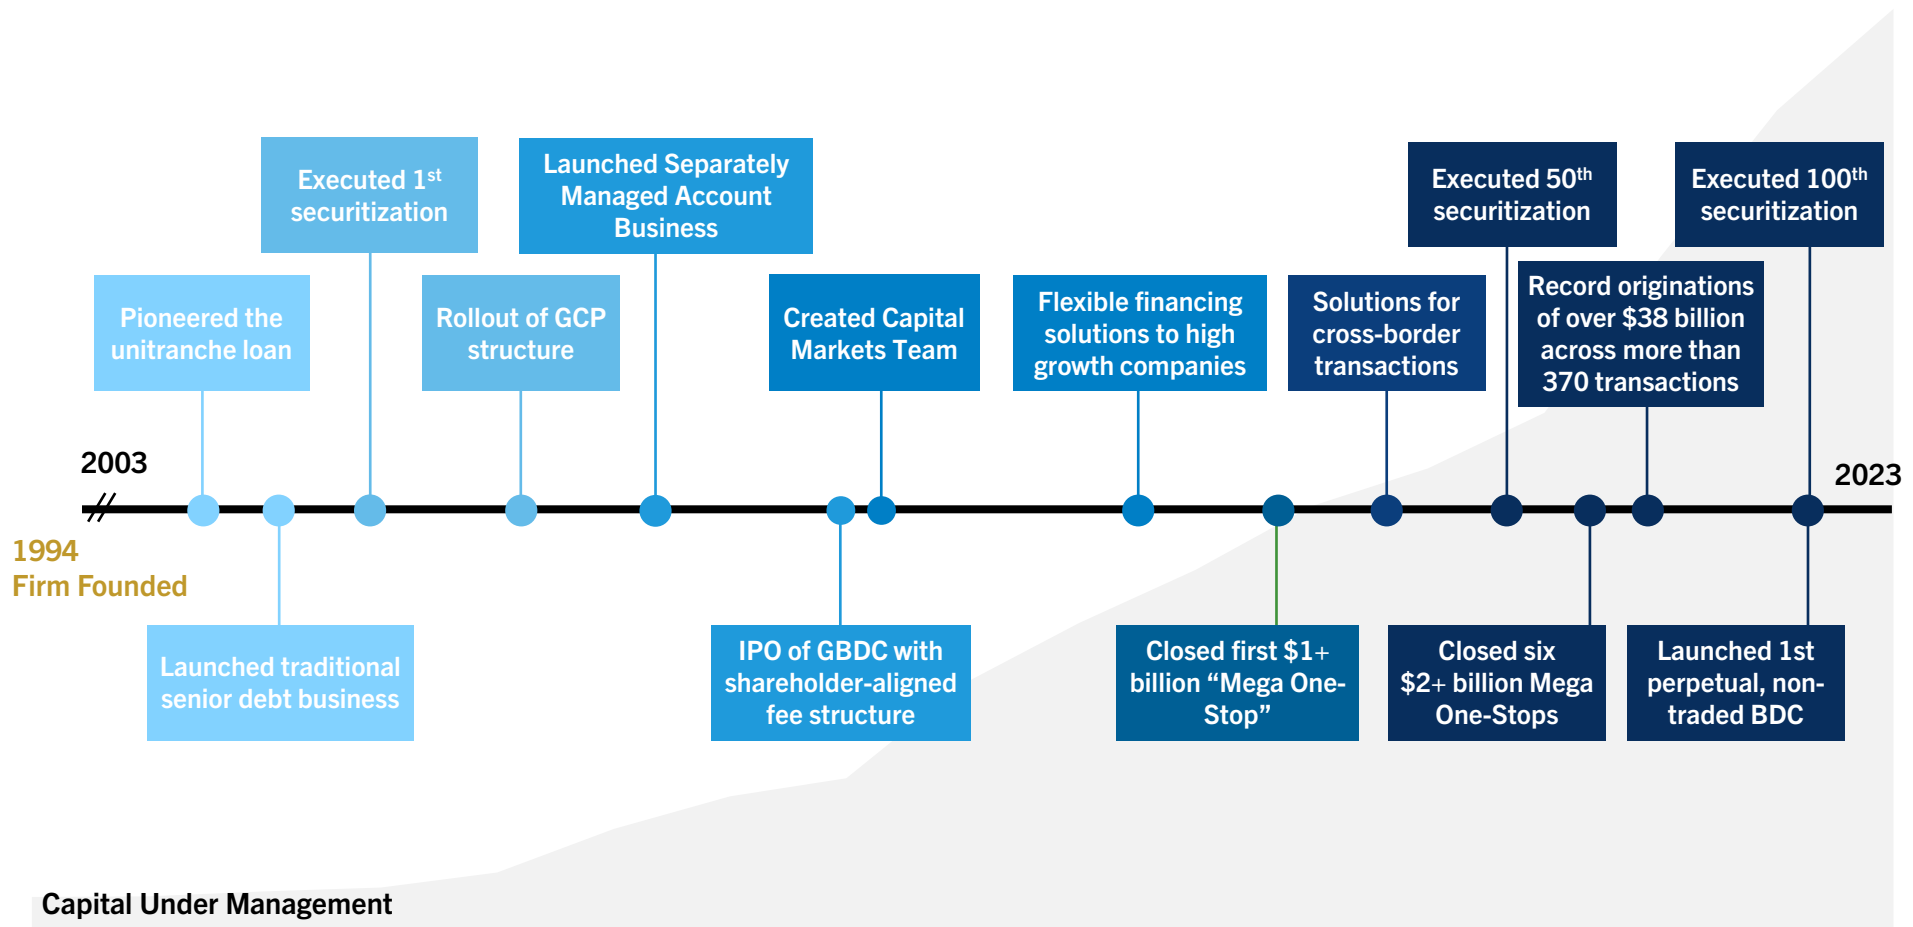 Executed 1st
securitization
Launched Separately
Managed Account
Business
Executed 50th
securitization
Executed 100th
securitization
Pioneered the
unitranche loan
Rollout of GCP
structure
Created Capital
Markets Team
Flexible financing
solutions to high
growth companies
Solutions for
cross-border
transactions
Record originations
of over $38 billion
across more than
370 transactions
2003
2023
1994
Firm Founded
Launched traditional
senior debt business
IPO of GBDC with
shareholder-aligned
fee structure
Closed first $1+
billion “Mega One-
Stop”
Closed six
$2+ billion Mega
One-Stops
Launched 1st
perpetual, non-
traded BDC
Capital Under Management